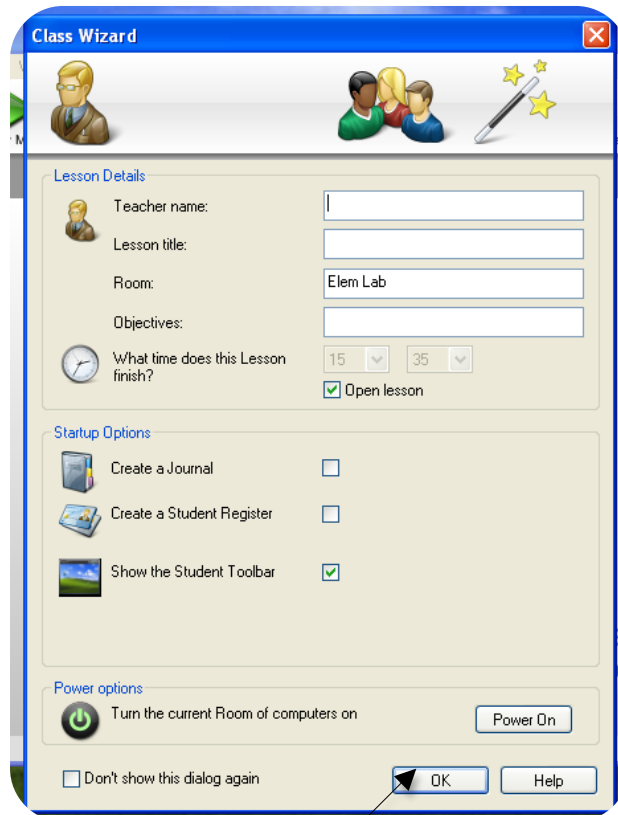 Class Wizard
Lesson Details
Teacher name:
Lesson title:
Room: Elem Lab
Objectives:
What time does this Lesson
finish?
15 35
Open lesson
Startup Options
Create a Journal
Create a Student Register
Show the Student Toolbar
Power options
Turn the current Room of computers on Power On
Don't show this dialog again OK Help